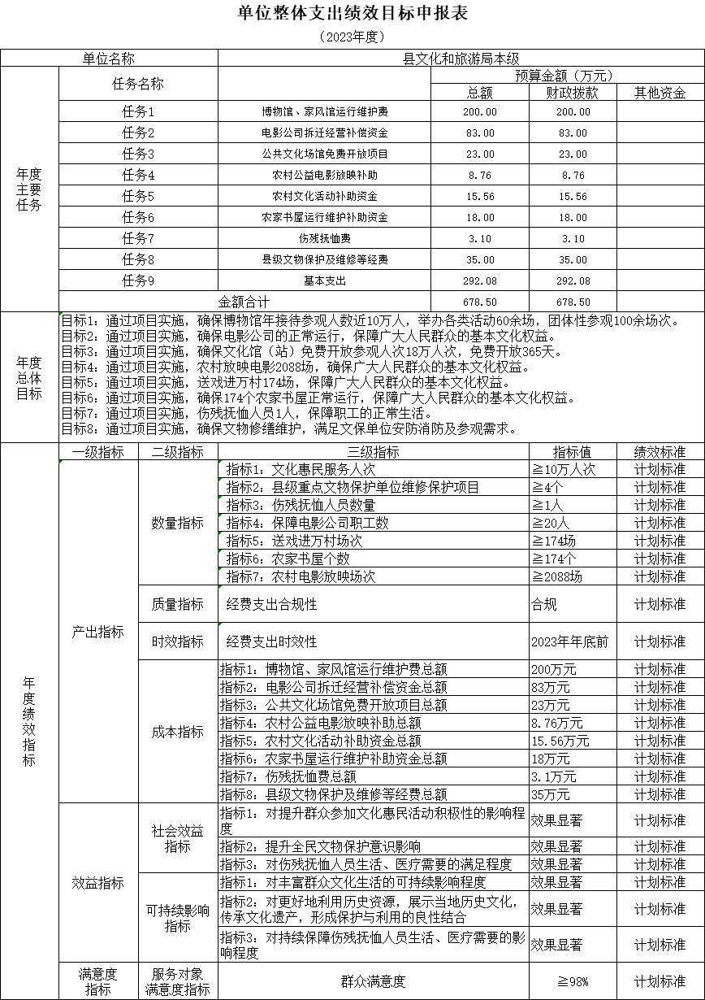 单位整体支出绩效目标申报表
（2023年度）
单位名称 县文化和旅游局本级
年度
主要
任务
任务名称 预算金额（万元）
总额 财政拨款 其他资金
任务1 博物馆、家风馆运行维护费 200.00 200.00
任务2 电影公司拆迁经营补偿资金 83.00 83.00
任务3 公共文化场馆免费开放项目 23.00 23.00
任务4 农村公益电影放映补助 8.76 8.76
任务5 农村文化活动补助资金 15.56 15.56
任务6 农家书屋运行维护补助资金 18.00 18.00
任务7 伤残抚恤费 3.10 3.10
任务8 县级文物保护及维修等经费 35.00 35.00
任务9 基本支出 292.08 292.08
金额合计 678.50 678.50
年度
总体
目标
目标1：通过项目实施，确保博物馆年接待参观人数近10万人，举办各类活动60余场，团体性参观100余场次。
目标2：通过项目实施，确保电影公司的正常运行，保障广大人民群众的基本文化权益。
目标3：通过项目实施，确保文化馆（站）免费开放参观人次18万人次，免费开放365天。
目标4：通过项目实施，农村放映电影2088场，确保广大人民群众的基本文化权益。
目标5：通过项目实施，送戏进万村174场，保障广大人民群众的基本文化权益。
目标6：通过项目实施，确保174个农家书屋正常运行，保障广大人民群众的基本文化权益。
目标7：通过项目实施，伤残抚恤人员1人，保障职工的正常生活。
目标8：通过项目实施，确保文物修缮维护，满足文保单位安防消防及参观需求。
年度绩效指标
一级指标 二级指标 三级指标 指标值 绩效标准
产出指标
数量指标
指标1：文化惠民服务人次 ≧10万人次 计划标准
指标2：县级重点文物保护单位维修保护项目 ≧4个 计划标准
指标3：伤残抚恤人员数量 ≧1人 计划标准
指标4：保障电影公司职工数 ≧20人 计划标准
指标5：送戏进万村场次 ≧174场 计划标准
指标6：农家书屋个数 ≧174个 计划标准
指标7：农村电影放映场次 ≧2088场 计划标准
质量指标 经费支出合规性 合规 计划标准
时效指标 经费支出时效性 2023年年底前 计划标准
成本指标
指标1：博物馆、家风馆运行维护费总额 200万元 计划标准
指标2：电影公司拆迁经营补偿资金总额 83万元 计划标准
指标3：公共文化场馆免费开放项目总额 23万元 计划标准
指标4：农村公益电影放映补助总额 8.76万元 计划标准
指标5：农村文化活动补助资金总额 15.56万元 计划标准
指标6：农家书屋运行维护补助资金总额 18万元 计划标准
指标7：伤残抚恤费总额 3.1万元 计划标准
指标8：县级文物保护及维修等经费总额 35万元 计划标准
效益指标
社会效益
指标
指标1：对提升群众参加文化惠民活动积极性的影响程
度 效果显著 计划标准
指标2：提升全民文物保护意识影响 效果显著 计划标准
指标3：对伤残抚恤人员生活、医疗需要的满足程度 效果显著 计划标准
可持续影响
指标
指标1：对丰富群众文化生活的可持续影响程度 效果显著 计划标准
指标2：对更好地利用历史资源，展示当地历史文化，
传承文化遗产，形成保护与利用的良性结合 效果显著 计划标准
指标3：对持续保障伤残抚恤人员生活、医疗需要的影
响程度 效果显著 计划标准
满意度
指标
服务对象
满意度指标
群众满意度 ≧98% 计划标准